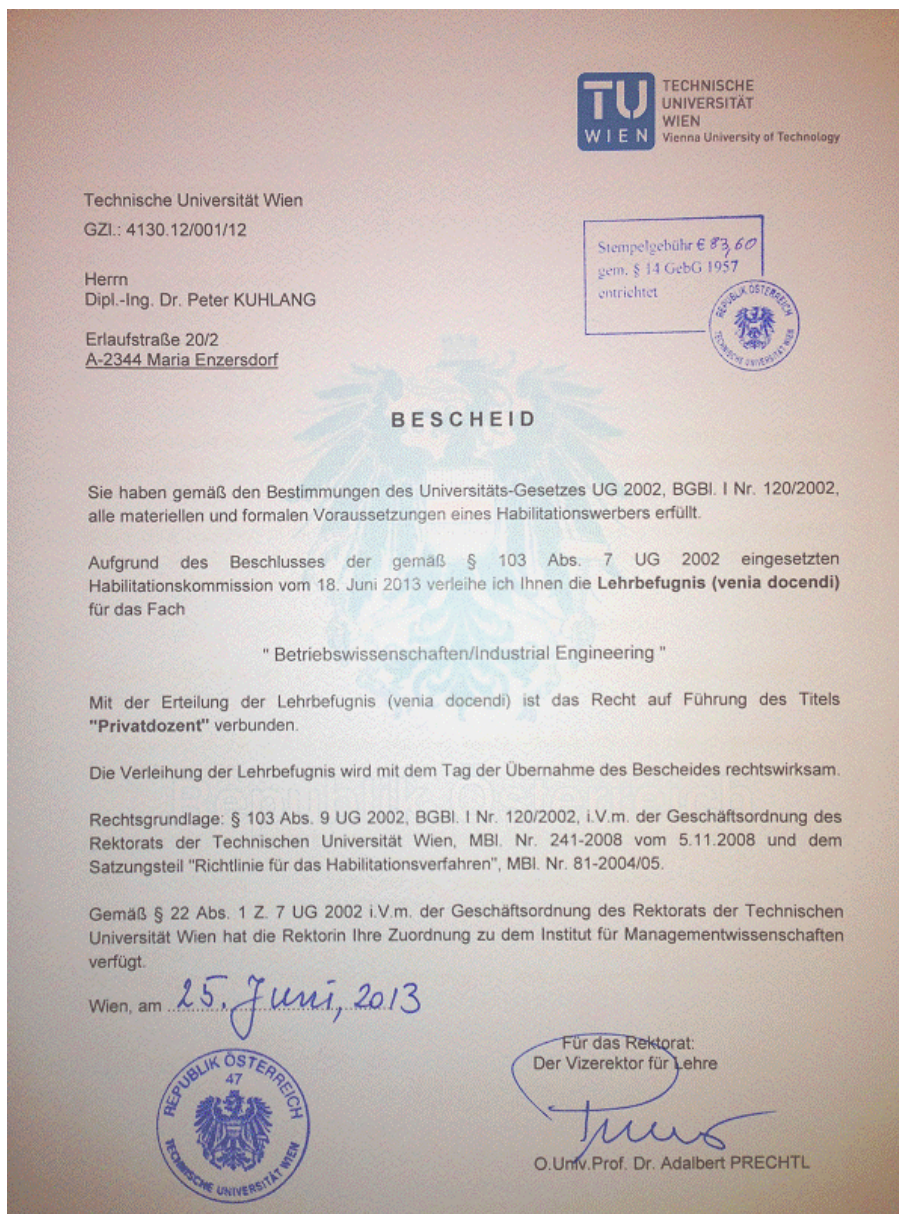 TU
WIEN
TECHNISCHE
UNIVERSITÄT
WIEN
Vienna University of Technology
Technische Universität Wien
GZl.: 4130.12/001/12
Stempelgebühr € 83,60
gem. § 14 GebG 1957
entrichtet
REPUBLIK ÖSTERREICH
TECHNISCHE UNIVERSITÄT WIEN
Herrn
Dipl.-Ing. Dr. Peter KUHLANG
Erlaufstraße 20/2
A-2344 Maria Enzersdorf
BESCHEID
Sie haben gemäß den Bestimmungen des Universitäts-Gesetzes UG 2002, BGBl. I Nr. 120/2002,
alle materiellen und formalen Voraussetzungen eines Habilitationswerbers erfüllt.
Aufgrund des Beschlusses der gemäß § 103 Abs. 7 UG 2002 eingesetzten
Habilitationskommission vom 18. Juni 2013 verleihe ich Ihnen die Lehrbefugnis (venia docendi)
für das Fach
" Betriebswissenschaften/Industrial Engineering "
Mit der Erteilung der Lehrbefugnis (venia docendi) ist das Recht auf Führung des Titels
"Privatdozent" verbunden.
Die Verleihung der Lehrbefugnis wird mit dem Tag der Übernahme des Bescheides rechtswirksam.
Rechtsgrundlage: § 103 Abs. 9 UG 2002, BGBl. I Nr. 120/2002, i.V.m. der Geschäftsordnung des
Rektorats der Technischen Universität Wien, MBl. Nr. 241-2008 vom 5.11.2008 und dem
Satzungsteil "Richtlinie für das Habilitationsverfahren", MBl. Nr. 81-2004/05.
Gemäß § 22 Abs. 1 Z. 7 UG 2002 i.V.m. der Geschäftsordnung des Rektorats der Technischen
Universität Wien hat die Rektorin Ihre Zuordnung zu dem Institut für Managementwissenschaften
verfügt.
Wien, am 25. Juni, 2013
Für das Rektorat:
Der Vizerektor für Lehre
O.Univ.Prof. Dr. Adalbert PRECHTL
REPUBLIK ÖSTERREICH
47
TECHNISCHE UNIVERSITÄT WIEN